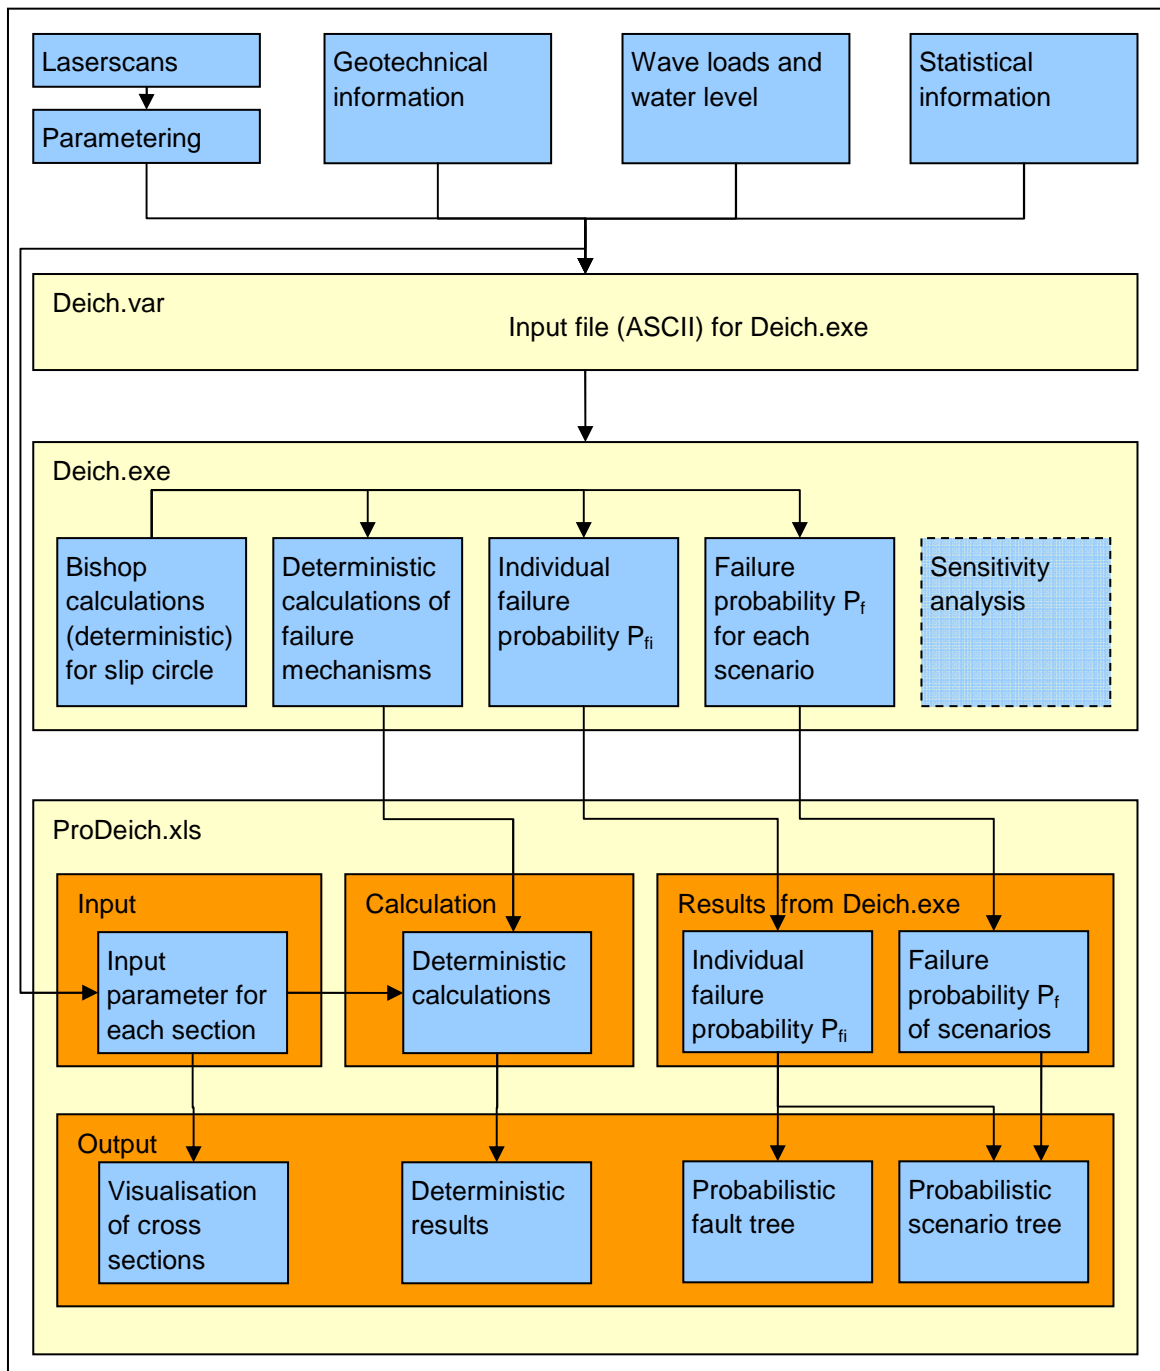 Laserscans
Parametering
Geotechnical
information
Wave loads and
water level
Statistical
information
Deich.var
Input file (ASCII) for Deich.exe
Deich.exe
Bishop
calculations
(deterministic)
for slip circle
Deterministic
calculations of
failure
mechanisms
Individual
failure
probability Pfi
Failure
probability Pf
for each
scenario
Sensitivity
analysis
ProDeich.xls
Input
Input
parameter for
each section
Calculation
Deterministic
calculations
Results from Deich.exe
Individual
failure
probability Pfi
Failure
probability Pf
of scenarios
Output
Visualisation
of cross
sections
Deterministic
results
Probabilistic
fault tree
Probabilistic
scenario tree